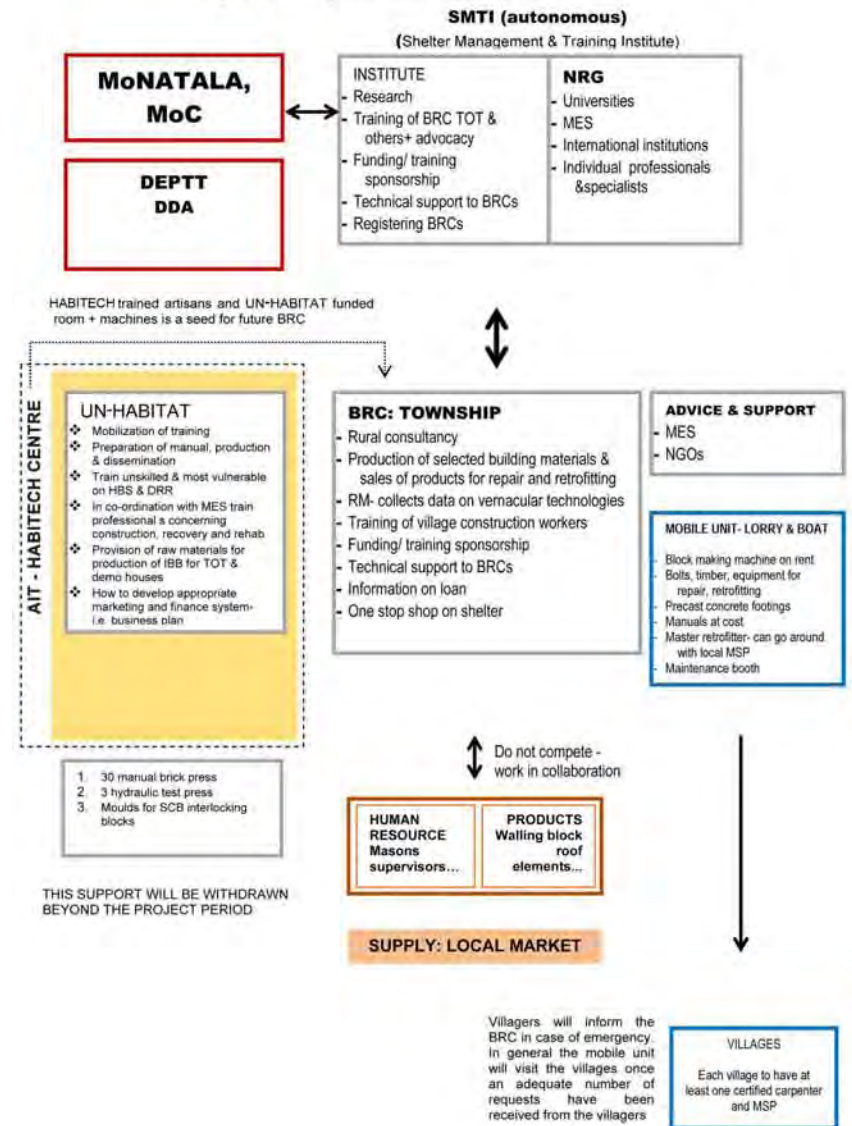 SMTI (autonomous)
(Shelter Management & Training Institute)
MoNATALA,
MoC
DEPTT
DDA
INSTITUTE
- Research
- Training of BRC TOT &
others+ advocacy
- Funding/ training
sponsorship
- Technical support to BRCs
- Registering BRCs
NRG
- Universities
- MES
- International institutions
- Individual professionals
&specialists
HABITECH trained artisans and UN-HABITAT funded
room + machines is a seed for future BRC
AIT - HABITECH CENTRE
UN-HABITAT
❖ Mobilization of training
❖ Preparation of manual, production
& dissemination
❖ Train unskilled & most vulnerable
on HBS & DRR
❖ In co-ordination with MES train
professional s concerning
construction, recovery and rehab
❖ Provision of raw materials for
production of IBB for TOT &
demo houses
❖ How to develop appropriate
marketing and finance system-
i.e. business plan
BRC: TOWNSHIP
- Rural consultancy
- Production of selected building materials &
sales of products for repair and retrofitting
- RM- collects data on vernacular technologies
- Training of village construction workers
- Funding/ training sponsorship
- Technical support to BRCs
- Information on loan
- One stop shop on shelter
ADVICE & SUPPORT
- MES
- NGOs
MOBILE UNIT- LORRY & BOAT
- Block making machine on rent
- Bolts, timber, equipment for
repair, retrofitting
- Precast concrete footings
- Manuals at cost
- Master retrofitter- can go around
with local MSP
- Maintenance booth
1. 30 manual brick press
2. 3 hydraulic test press
3. Moulds for SCB interlocking
blocks
THIS SUPPORT WILL BE WITHDRAWN
BEYOND THE PROJECT PERIOD
Do not compete -
work in collaboration
HUMAN
RESOURCE
Masons
supervisors...
PRODUCTS
Walling block
roof
elements...
SUPPLY: LOCAL MARKET
Villagers will inform the
BRC in case of emergency.
In general the mobile unit
will visit the villages once
an adequate number of
requests have been
received from the villagers
VILLAGES
Each village to have at
least one certified carpenter
and MSP